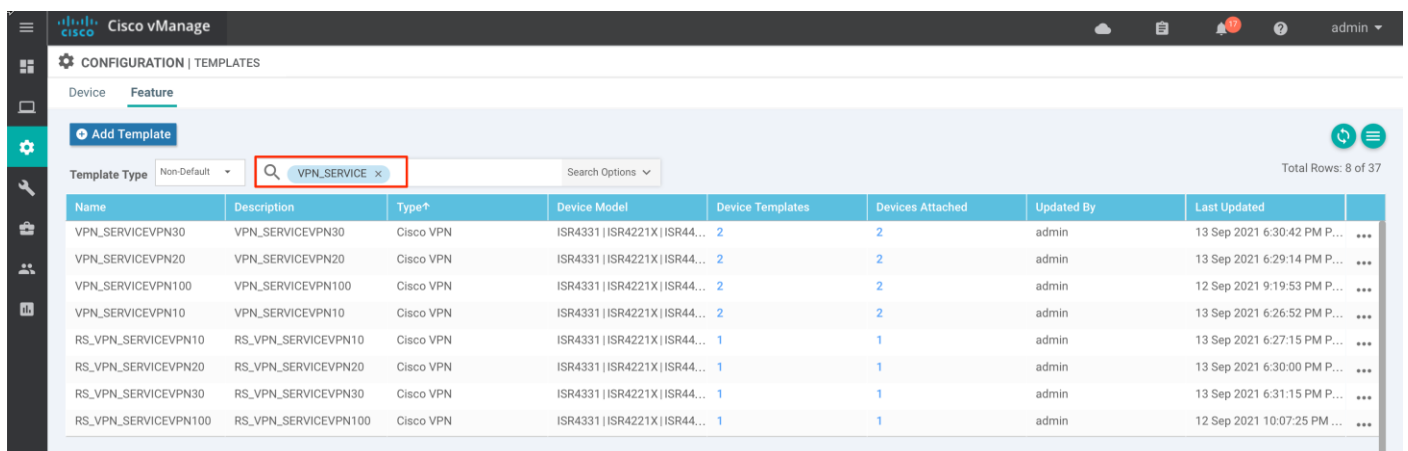 cisco Cisco vManage 17 admin
CONFIGURATION | TEMPLATES
Device Feature
Add Template
Template Type Non-Default VPN_SERVICE × Search Options Total Rows: 8 of 37
Name Description Type↑ Device Model Device Templates Devices Attached Updated By Last Updated
VPN_SERVICEVPN30 VPN_SERVICEVPN30 Cisco VPN ISR4331|ISR4221X|ISR44... 2 2 admin 13 Sep 2021 6:30:42 PM P... •••
VPN_SERVICEVPN20 VPN_SERVICEVPN20 Cisco VPN ISR4331|ISR4221X|ISR44... 2 2 admin 13 Sep 2021 6:29:14 PM P... •••
VPN_SERVICEVPN100 VPN_SERVICEVPN100 Cisco VPN ISR4331|ISR4221X|ISR44... 2 2 admin 12 Sep 2021 9:19:53 PM P... •••
VPN_SERVICEVPN10 VPN_SERVICEVPN10 Cisco VPN ISR4331|ISR4221X|ISR44... 2 2 admin 13 Sep 2021 6:26:52 PM P... •••
RS_VPN_SERVICEVPN10 RS_VPN_SERVICEVPN10 Cisco VPN ISR4331|ISR4221X|ISR44... 1 1 admin 13 Sep 2021 6:27:15 PM P... •••
RS_VPN_SERVICEVPN20 RS_VPN_SERVICEVPN20 Cisco VPN ISR4331|ISR4221X|ISR44... 1 1 admin 13 Sep 2021 6:30:00 PM P... •••
RS_VPN_SERVICEVPN30 RS_VPN_SERVICEVPN30 Cisco VPN ISR4331|ISR4221X|ISR44... 1 1 admin 13 Sep 2021 6:31:15 PM P... •••
RS_VPN_SERVICEVPN100 RS_VPN_SERVICEVPN100 Cisco VPN ISR4331|ISR4221X|ISR44... 1 1 admin 12 Sep 2021 10:07:25 PM ... •••